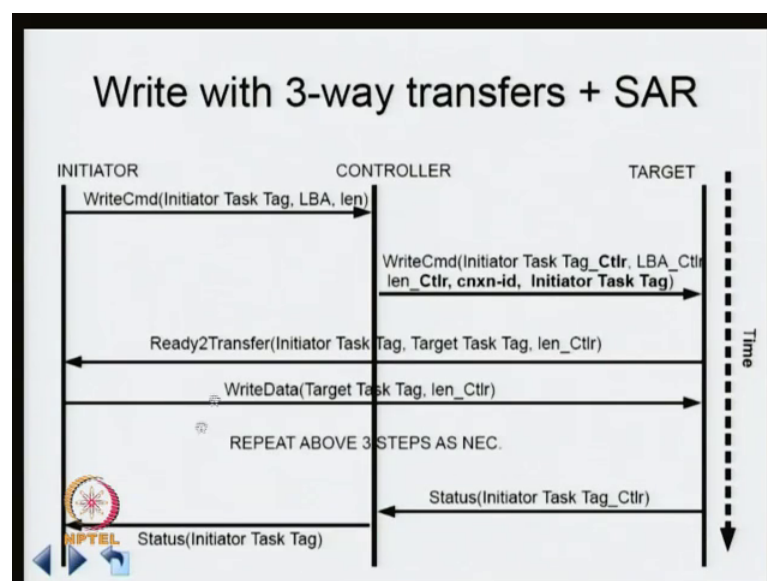 Write with 3-way transfers + SAR
INITIATOR CONTROLLER TARGET
WriteCmd(Initiator Task Tag, LBA, len)
WriteCmd(Initiator Task Tag_Ctlr, LBA_Ctlr
len_Ctlr, cnxn-id, Initiator Task Tag)
Ready2Transfer(Initiator Task Tag, Target Task Tag, len_Ctlr)
Time
WriteData(Target Task Tag, len_Ctlr)
REPEAT ABOVE 3 STEPS AS NEC.
Status(Initiator Task Tag_Ctlr)
NPTEL
Status(Initiator Task Tag)